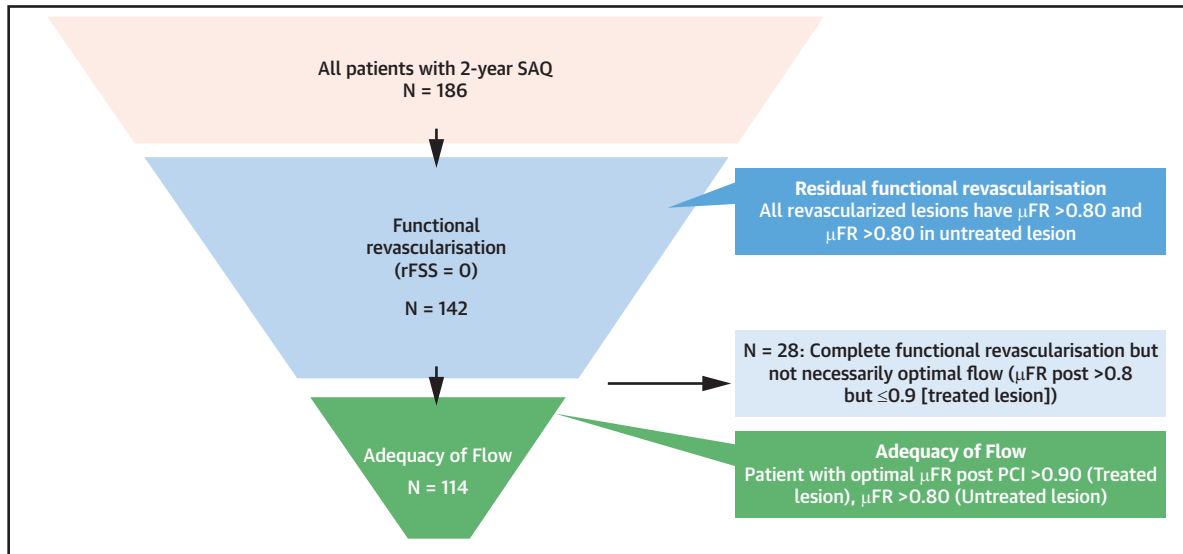 All patients with 2-year SAQ
N = 186
Functional
revascularisation
(rFSS = 0)
N = 142
Residual functional revascularisation
All revascularized lesions have μFR >0.80 and
μFR >0.80 in untreated lesion
N = 28: Complete functional revascularisation but
not necessarily optimal flow (μFR post >0.8
but ≤0.9 [treated lesion])
Adequacy of Flow
N = 114
Adequacy of Flow
Patient with optimal μFR post PCI >0.90 (Treated
lesion), μFR >0.80 (Untreated lesion)